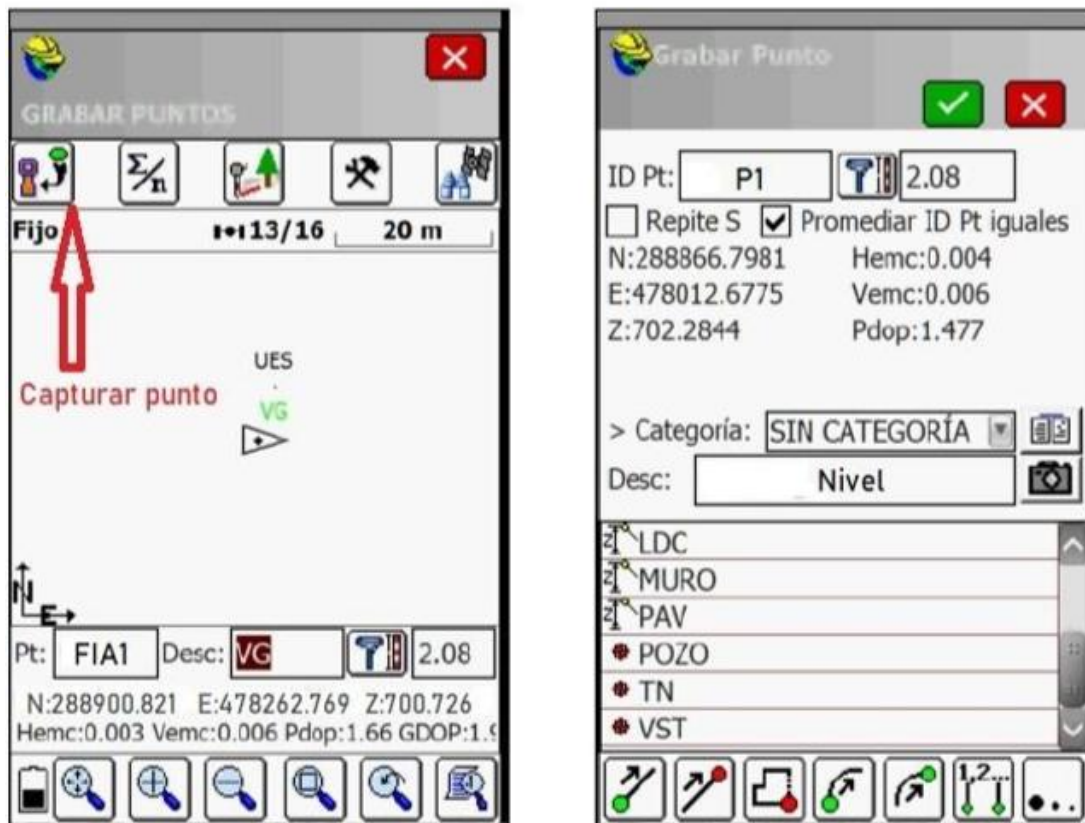 GRABAR PUNTOS
Σ/n
Fijo 13/16 20 m
Capturar punto
UES
VG
N
E
Pt: FIA1 Desc: VG 2.08
N:288900.821 E:478262.769 Z:700.726
Hemc:0.003 Vemc:0.006 Pdop:1.66 GDOP:1.9
Grabar Punto
ID Pt: P1 2.08
Repite S Promediar ID Pt iguales
N:288866.7981 Hemc:0.004
E:478012.6775 Vemc:0.006
Z:702.2844 Pdop:1.477
> Categoría: SIN CATEGORÍA
Desc: Nivel
LDC
MURO
PAV
POZO
TN
VST
1,2...